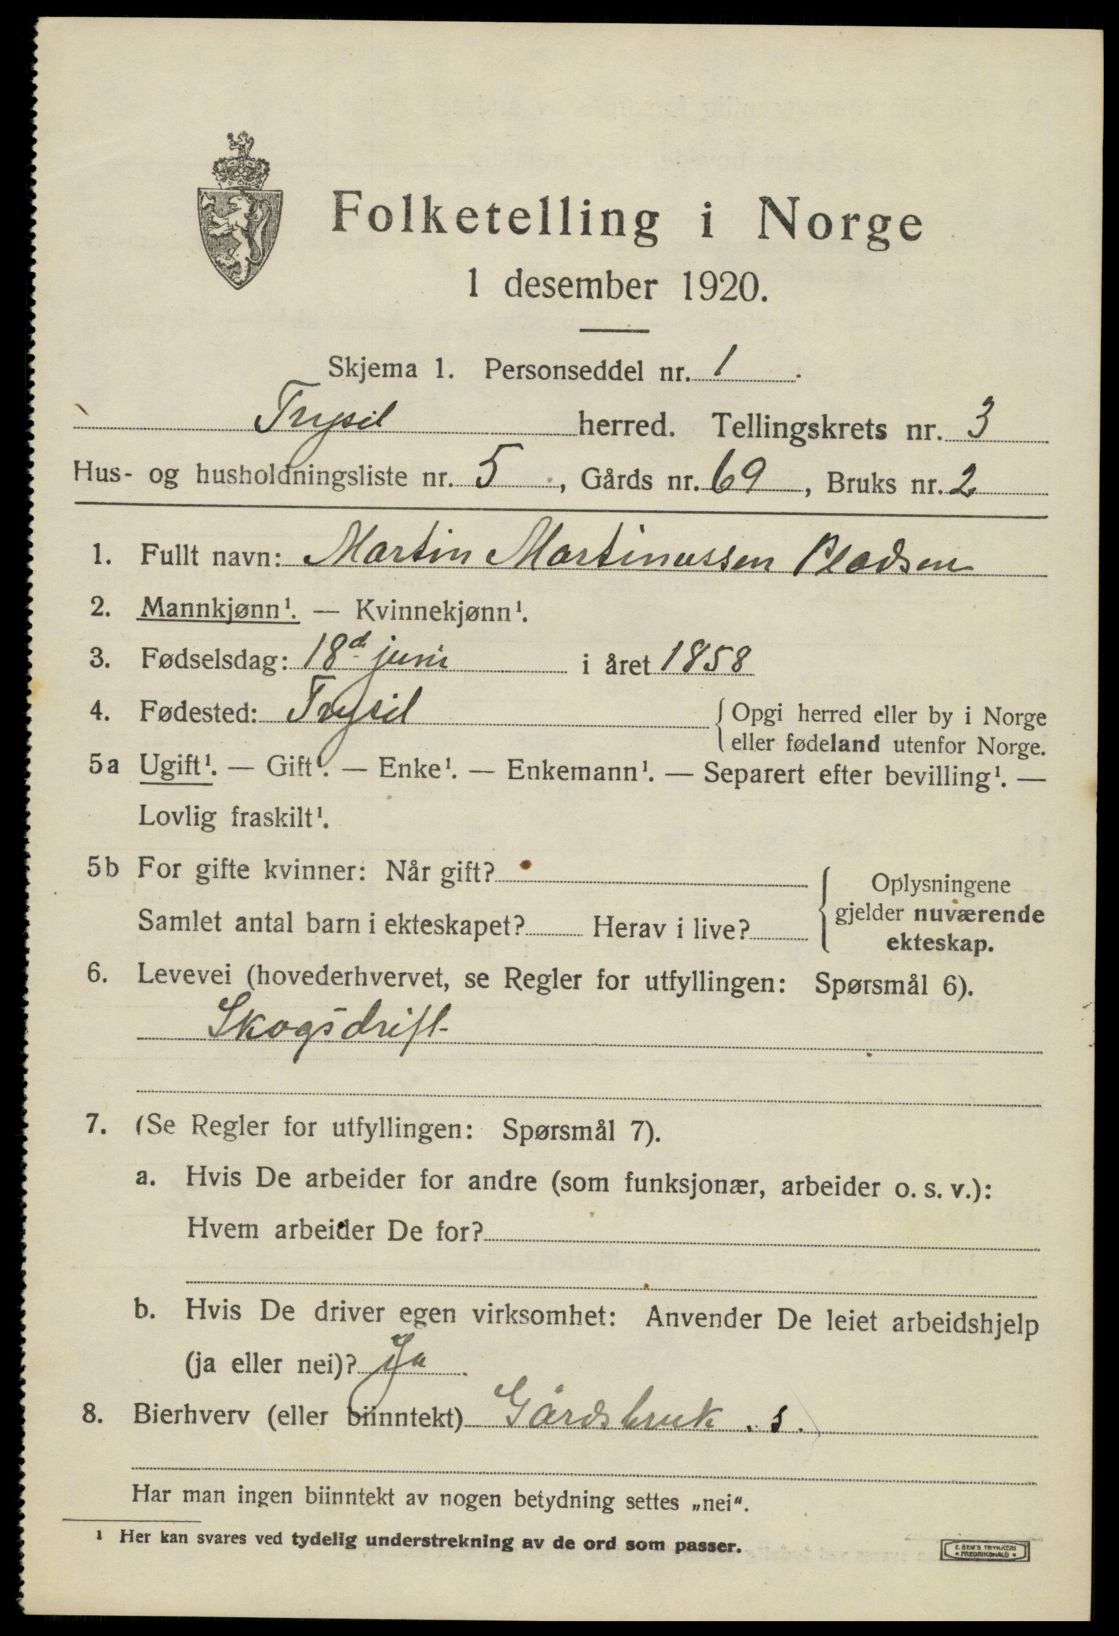 Folketelling i Norge
1 desember 1920.
Skjema 1. Personseddel nr. 1
Trysil herred. Tellingskrets nr. 3
Hus- og husholdningsliste nr. 5, Gårds nr. 69, Bruks nr. 2
1. Fullt navn: Martin Martinussen Pladsen
2. Mannkjønn¹. — Kvinnekjønn¹.
3. Fødselsdag: 18d juni i året 1858
4. Fødested: Trysil { Opgi herred eller by i Norge
eller fødeland utenfor Norge.
5a Ugift¹. — Gift¹. — Enke¹. — Enkemann¹. — Separert efter bevilling¹. —
Lovlig fraskilt¹.
5b For gifte kvinner: Når gift?
Samlet antal barn i ekteskapet? Herav i live?
{ Oplysningene
gjelder nuværende
ekteskap.
6. Levevei (hovederhvervet, se Regler for utfyllingen: Spørsmål 6).
Skogsdrift
7. (Se Regler for utfyllingen: Spørsmål 7).
a. Hvis De arbeider for andre (som funksjonær, arbeider o. s. v.):
Hvem arbeider De for?
b. Hvis De driver egen virksomhet: Anvender De leiet arbeidshjelp
(ja eller nei)? Ja
8. Bierhverv (eller biinntekt) Gårdsbruk . s .
Har man ingen biinntekt av nogen betydning settes „nei".
¹ Her kan svares ved tydelig understrekning av de ord som passer.
TRYKKERI
FREDRIKSHALD